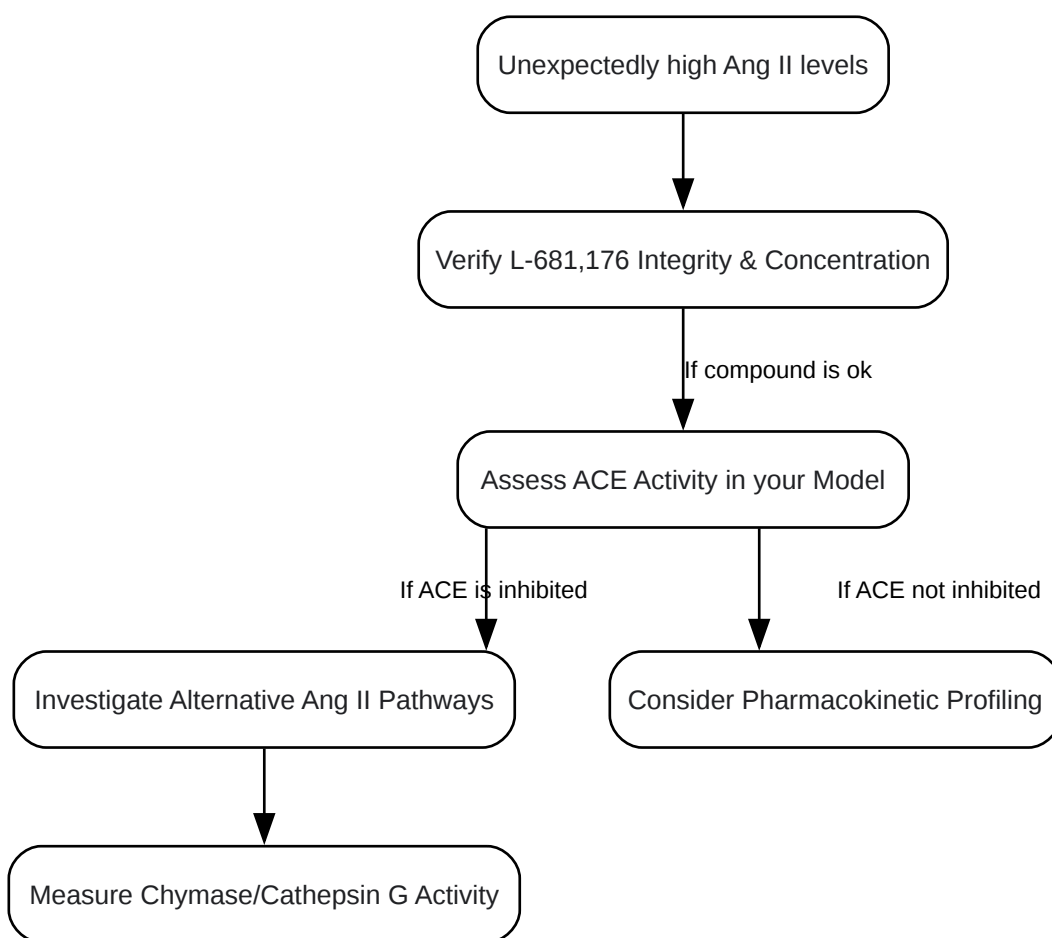 Unexpectedly high Ang II levels
Verify L-681,176 Integrity & Concentration
If compound is ok
Assess ACE Activity in your Model
If ACE is inhibited
If ACE not inhibited
Investigate Alternative Ang II Pathways
Consider Pharmacokinetic Profiling
Measure Chymase/Cathepsin G Activity